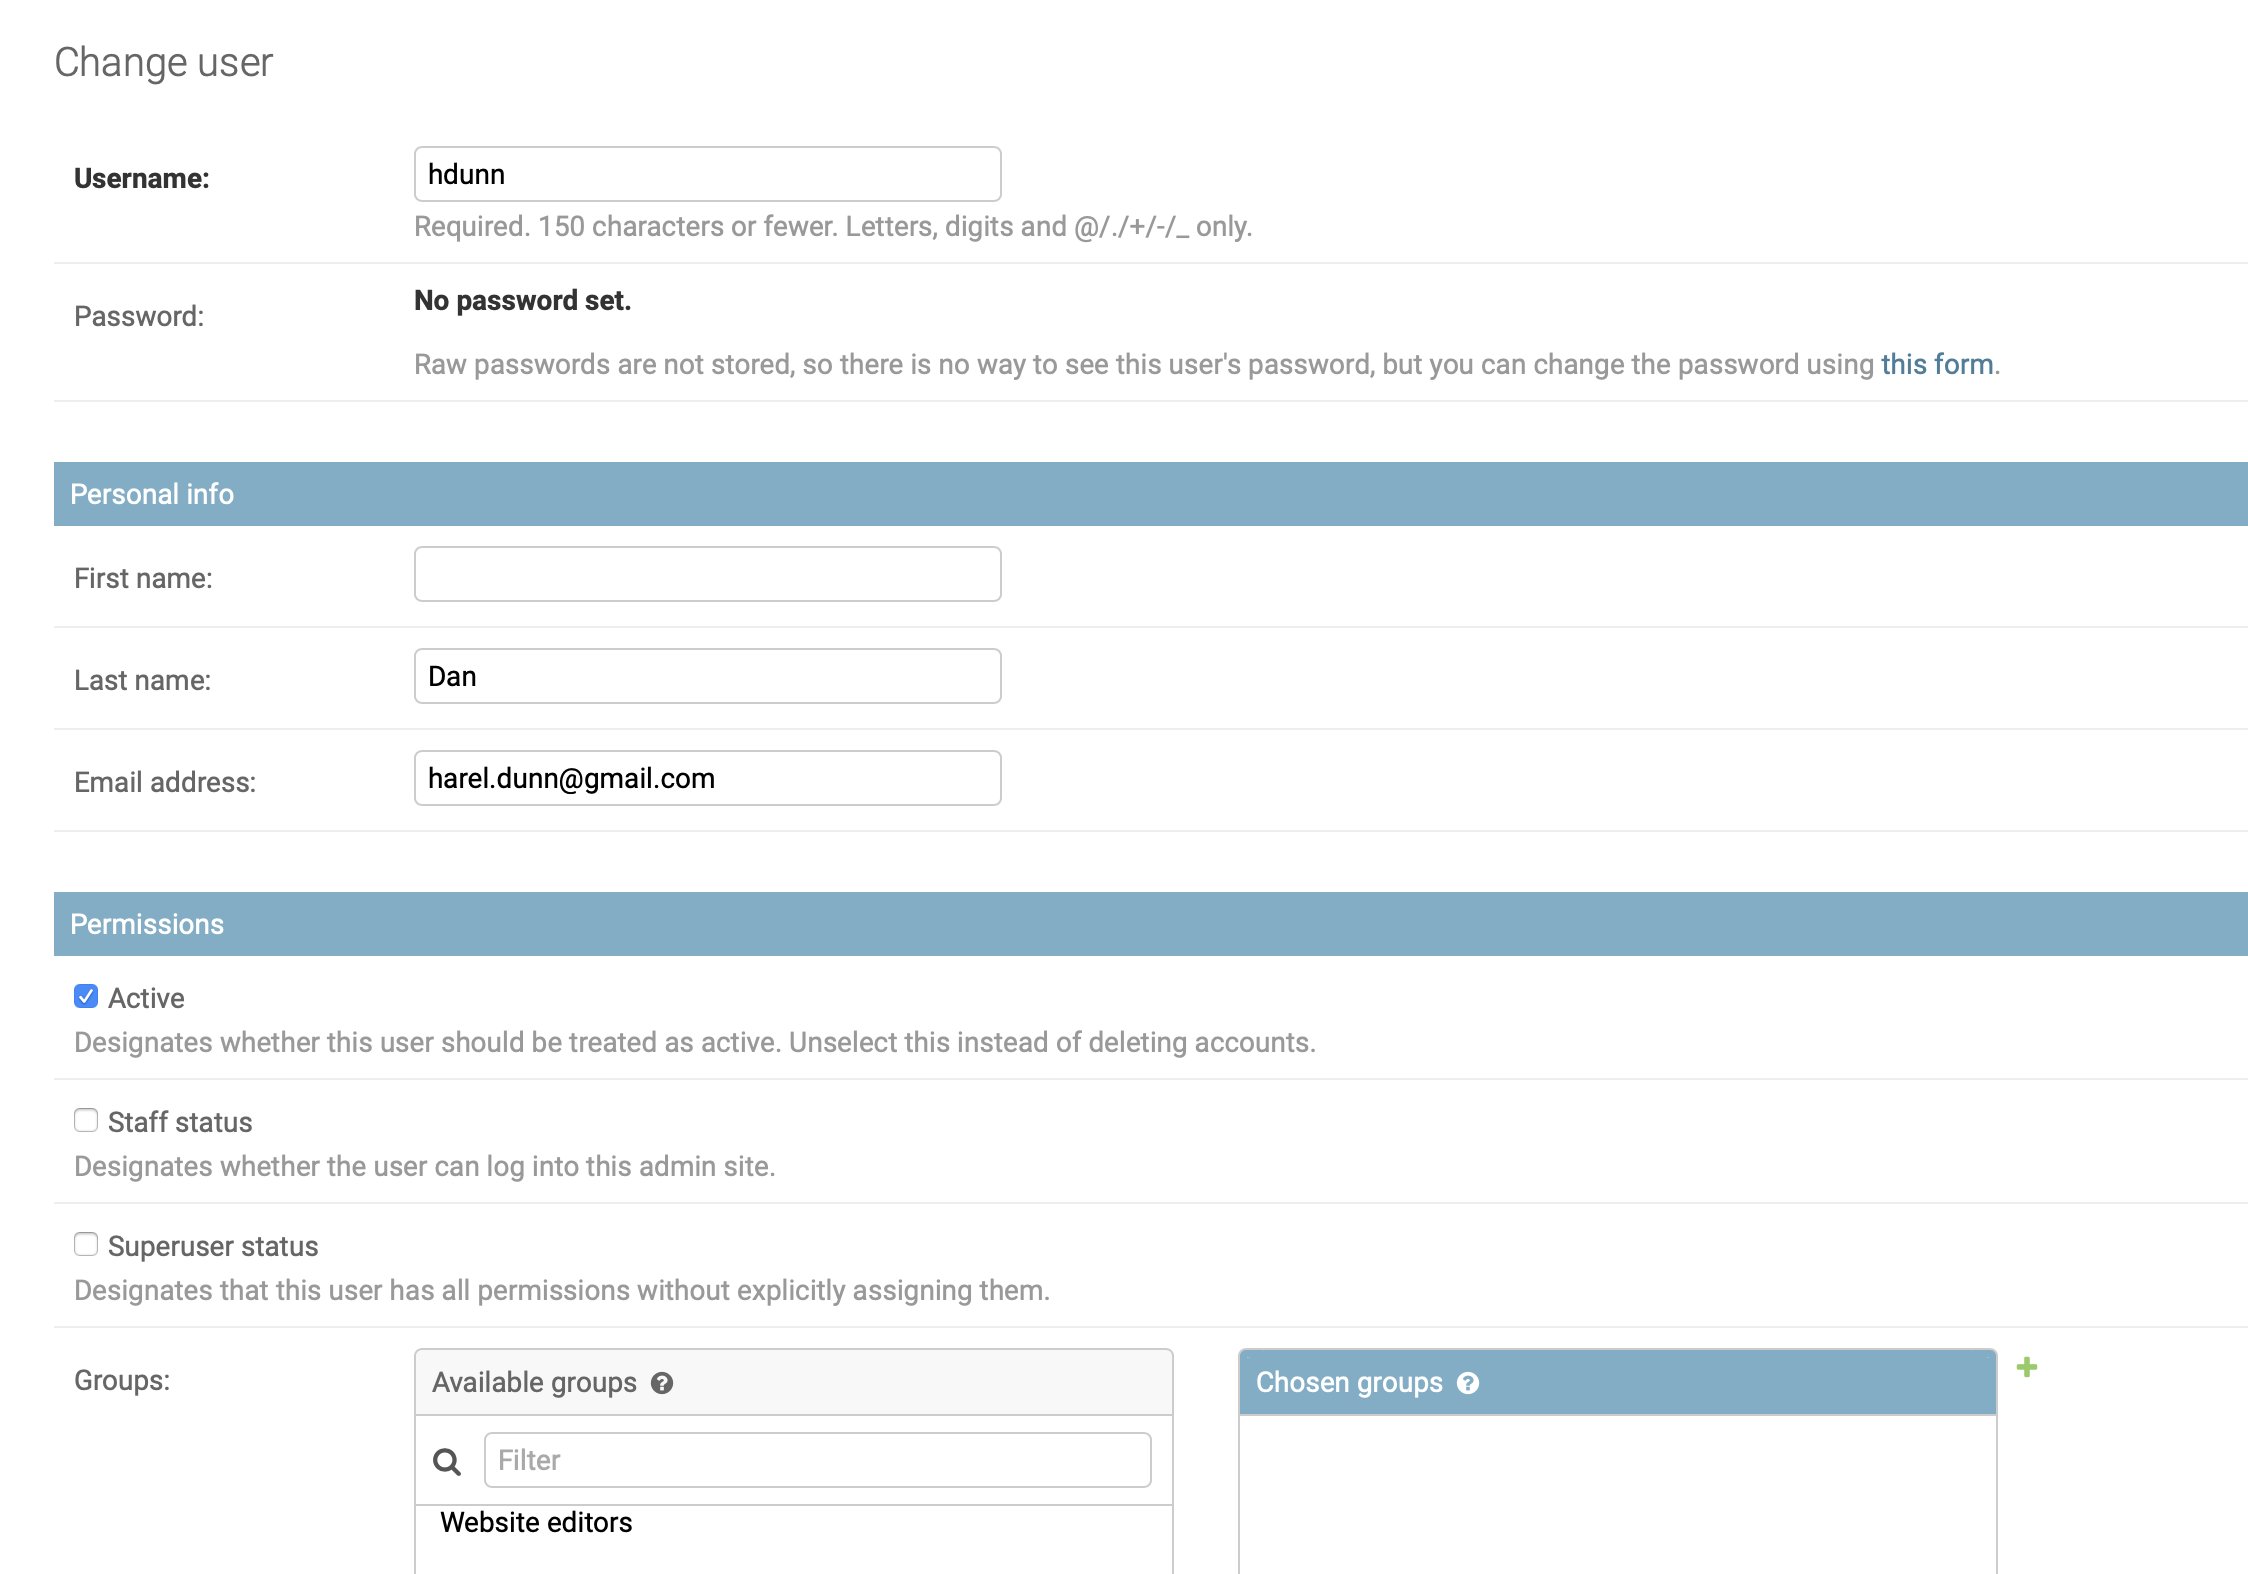 Change user
Username:
hdunn
Required. 150 characters or fewer. Letters, digits and @/./+/-/_ only.
Password:
No password set.
Raw passwords are not stored, so there is no way to see this user's password, but you can change the password using this form.
Personal info
First name:
Last name:
Dan
Email address:
harel.dunn@gmail.com
Permissions
Active
Designates whether this user should be treated as active. Unselect this instead of deleting accounts.
Staff status
Designates whether the user can log into this admin site.
Superuser status
Designates that this user has all permissions without explicitly assigning them.
Groups:
Available groups ?
Chosen groups ?
Filter
Website editors